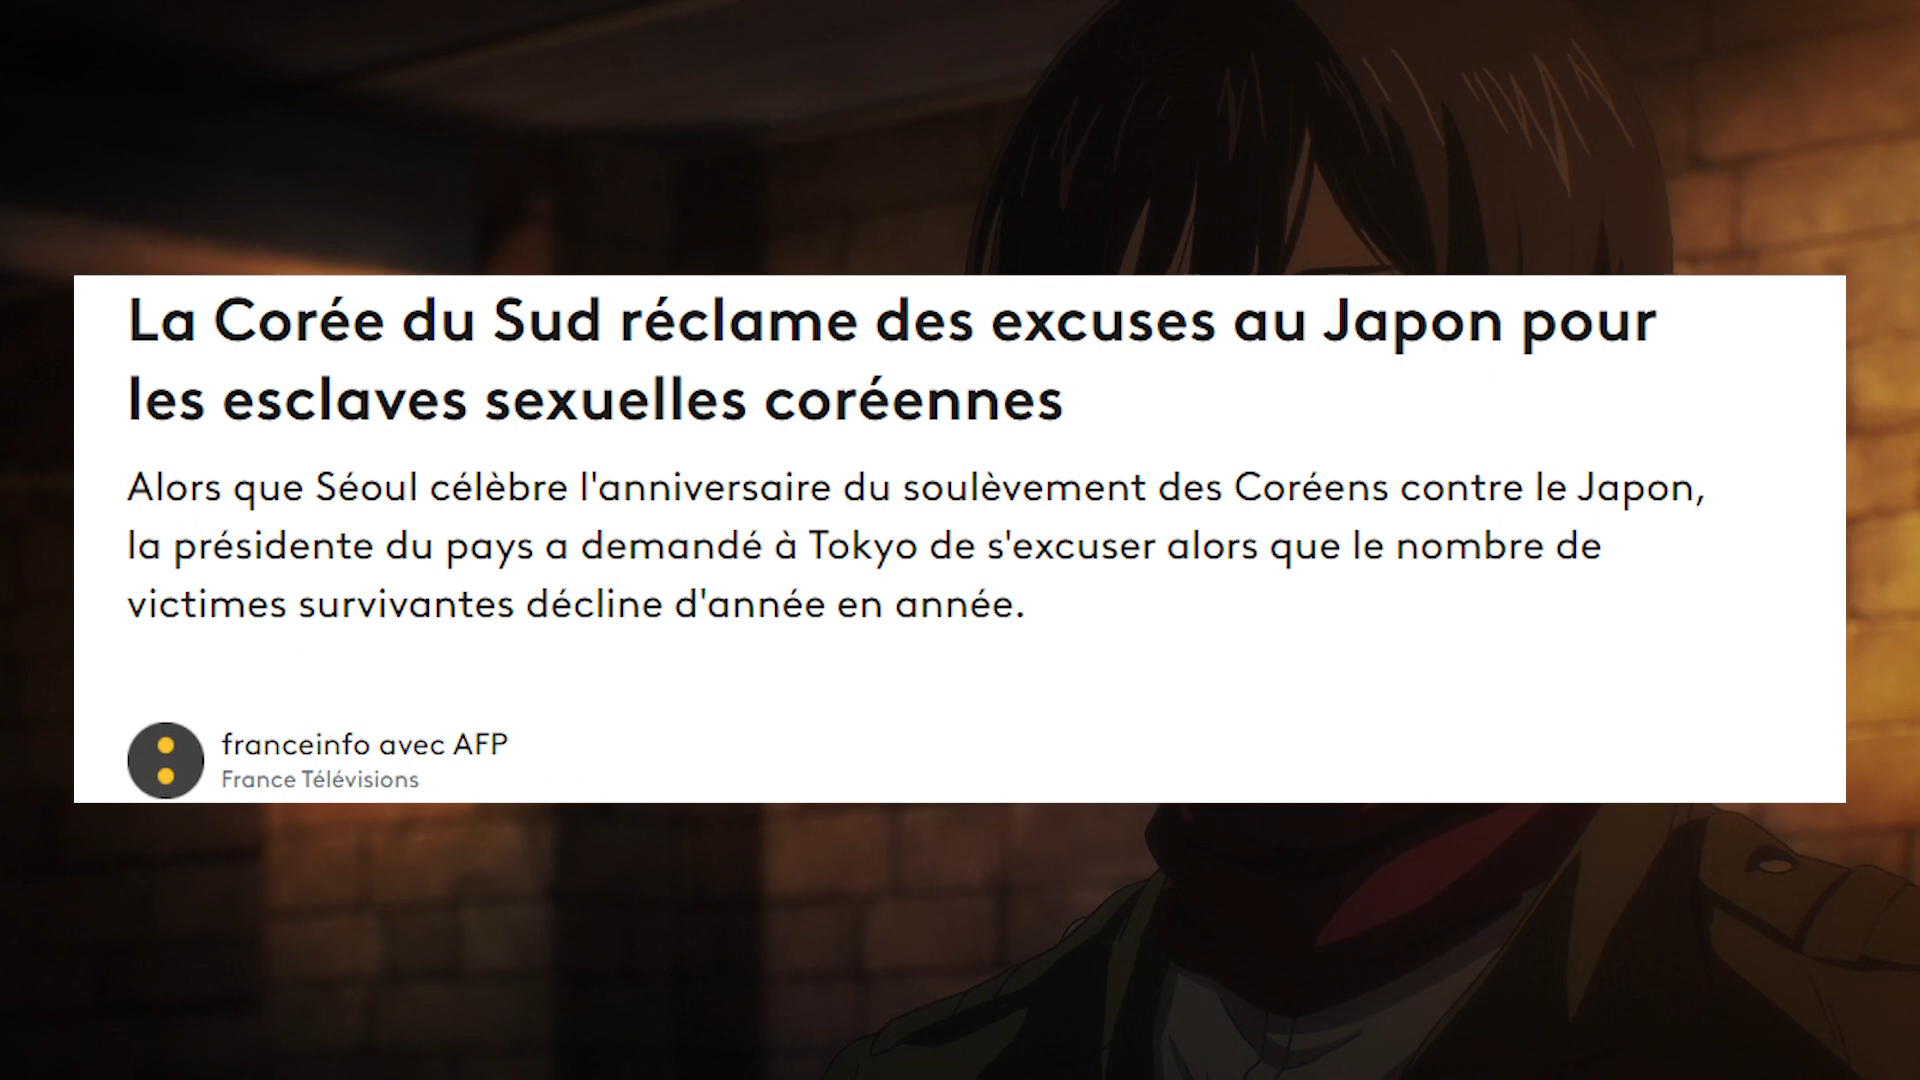 La Corée du Sud réclame des excuses au Japon pour
les esclaves sexuelles coréennes
Alors que Séoul célèbre l'anniversaire du soulèvement des Coréens contre le Japon,
la présidente du pays a demandé à Tokyo de s'excuser alors que le nombre de
victimes survivantes décline d'année en année.
franceinfo avec AFP
France Télévisions